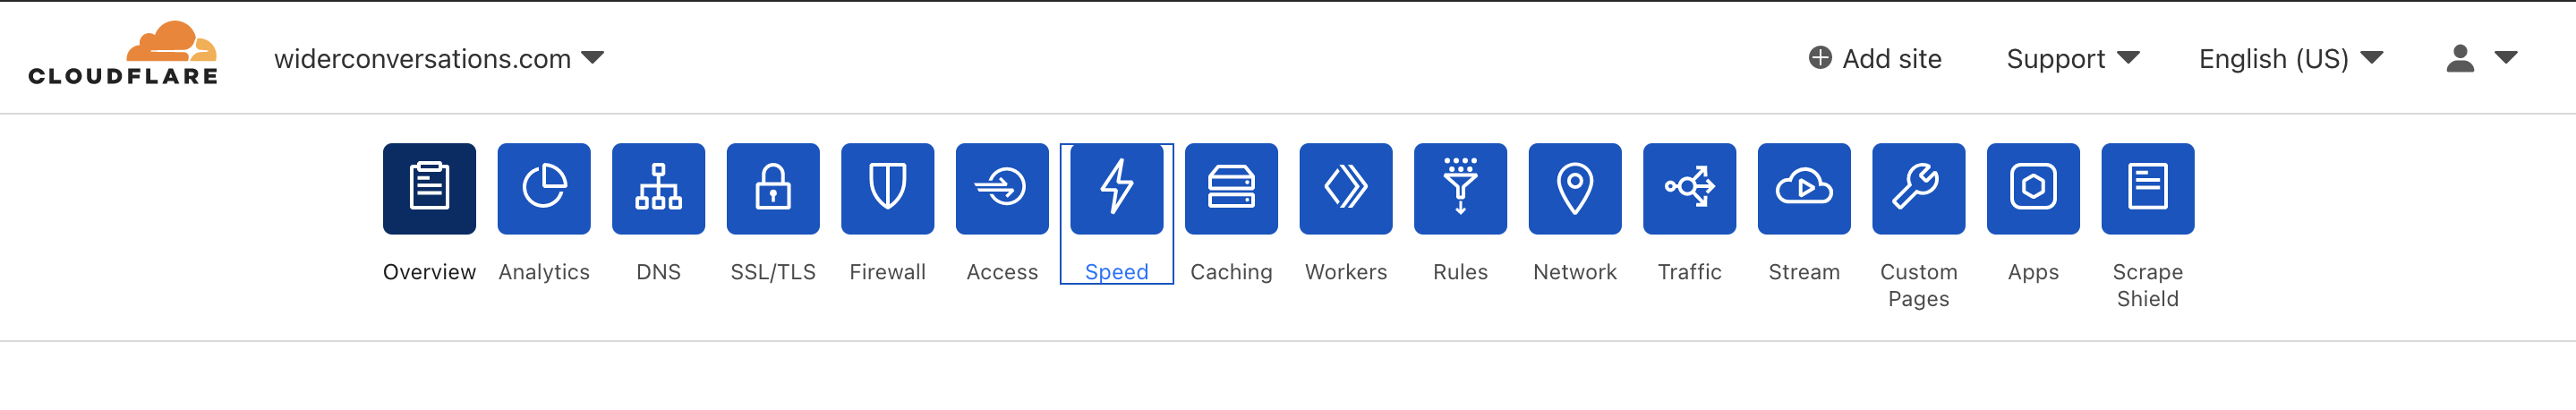 CLOUDFLARE
widerconversations.com
Add site
Support
English (US)
Overview
Analytics
DNS
SSL/TLS
Firewall
Access
Speed
Caching
Workers
Rules
Network
Traffic
Stream
Custom
Pages
Apps
Scrape
Shield